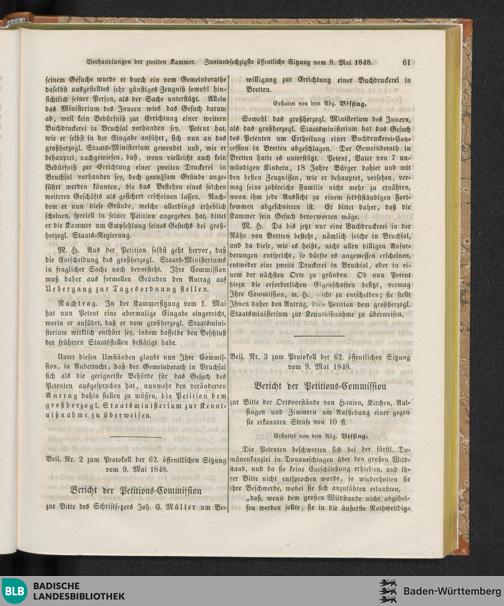 Verhandlungen der zweiten Kammer. Zweiundsechzigste öffentliche Sitzung vom 9. Mai 1848. 61
seinem Gesuche wurde er durch ein vom Gemeinderathe
daselbst ausgestelltes sehr günstiges Zeugniß sowohl hin-
sichtlich seiner Person, als der Sache unterstützt. Allein
das Ministerium des Innern wies das Gesuch darum
ab, weil kein Bedürfniß zur Errichtung einer weitern
Buchdruckerei in Bruchsal vorhanden sey. Petent hat,
wie er selbst in der Eingabe anführt, sich nun an das
großherzogl. Staats-Ministerium gewendet und, wie er
behauptet, nachgewiesen, daß, wenn vielleicht auch kein
Bedürfniß zur Errichtung einer zweiten Druckerei in
Bruchsal vorhanden sey, doch genugsam Gründe ange-
führt werden könnten, die das Bestehen eines solchen
weiteren Geschäfts als gesichert erscheinen lassen. Nach-
dem er nun diese Gründe, welche allerdings erheblich
scheinen, speciell in seiner Petition angegeben hat, bittet
er die Kammer um Empfehlung seines Gesuchs bei groß-
herzogl. Staats-Regierung.
M. H. Aus der Petition selbst geht hervor, daß
die Entscheidung des großherzogl. Staats-Ministeriums
in fraglicher Sache noch bevorsteht. Ihre Commission
muß daher aus formellen Gründen den Antrag auf
Uebergang zur Tagesordnung stellen.
Nachtrag. In der Kammersitzung vom 1. Mai
hat nun Petent eine abermalige Eingabe eingereicht,
worin er anführt, daß er vom großherzogl. Staatsmini-
sterium wirklich enthört sey, indem dasselbe den Beschluß
der früheren Staatsstellen bestätigt habe.
Unter diesen Umständen glaubt nun Ihre Commis-
sion, in Anbetracht, daß der Gemeinderath in Bruchsal
sich als die geeignete Behörde für das Gesuch des
Petenten ausgesprochen hat, nunmehr den veränderten
Antrag dahin stellen zu müssen, die Petition dem
großherzogl. Staatsministerium zur Kennt-
nißnahme zu überweisen.
Beil. Nr. 2 zum Protokoll der 62. öffentlichen Sitzung
vom 9. Mai 1848.
Bericht der Petitions-Commission
zur Bitte des Schriftsetzers Joh. C. Müller um Be-
willigung zur Errichtung einer Buchdruckerei in
Bretten.
Erstattet von dem Abg. Bissing.
Sowohl das großherzogl. Ministerium des Innern,
als das großherzogl. Staatsministerium hat das Gesuch
des Petenten um Ertheilung einer Buchdruckerei-Con-
cession in Bretten abgeschlagen. Der Gemeinderath in
Bretten hatte es unterstützt. Petent, Vater von 7 un-
mündigen Kindern, 18 Jahre Bürger dahier und mit
den besten Zeugnissen, wie er behauptet, versehen, ver-
mag seine zahlreiche Familie nicht mehr zu ernähren,
wenn ihm jede Aussicht zu einem selbstständigen Fort-
kommen abgeschnitten ist. Er bittet daher, daß die
Kammer sein Gesuch bevorworten möge.
M. H. Da bis jetzt nur eine Buchdruckerei in der
Nähe von Bretten besteht, nämlich solche in Bruchsal,
und da diese, wie es heißt, nicht allen billigen Anfor-
derungen entspricht, so dürfte es angemessen erscheinen,
entweder eine zweite Druckerei in Bruchsal, oder in ei-
nem der nächsten Orte zu gründen. Ob nun Petent
hiezu die erforderlichen Eigenschaften besitzt, vermag
Ihre Commission, m. H., nicht zu entscheiden; sie stellt
Ihnen daher den Antrag, diese Petition dem großherzogl.
Staatsministerium zur Kenntnißnahme zu überweisen.
Beil. Nr. 3 zum Protokoll der 62. öffentlichen Sitzung
vom 9. Mai 1848.
Bericht der Petitions-Commission
zur Bitte der Ortsvorstände von Hausen, Kirchen, Aul-
fingen und Zimmern um Aufhebung einer gegen
sie erkannten Strafe von 10 fl.
Erstattet von dem Abg. Bissing.
Die Petenten beschwerten sich bei der fürstl. Do-
mänenkanzlei in Donaueschingen über den großen Wild-
stand, und da sie keine Entschließung erhielten, und ih-
rer Bitte nicht entsprochen wurde, so wiederholten sie
ihre Beschwerde, wobei sie sich anzuführen erlaubten,
„daß, wenn dem großen Wildstande nicht abgehol-
fen werden sollte, sie in die äußerste Nothwendig-
BLB BADISCHE
LANDESBIBLIOTHEK
Baden-Württemberg